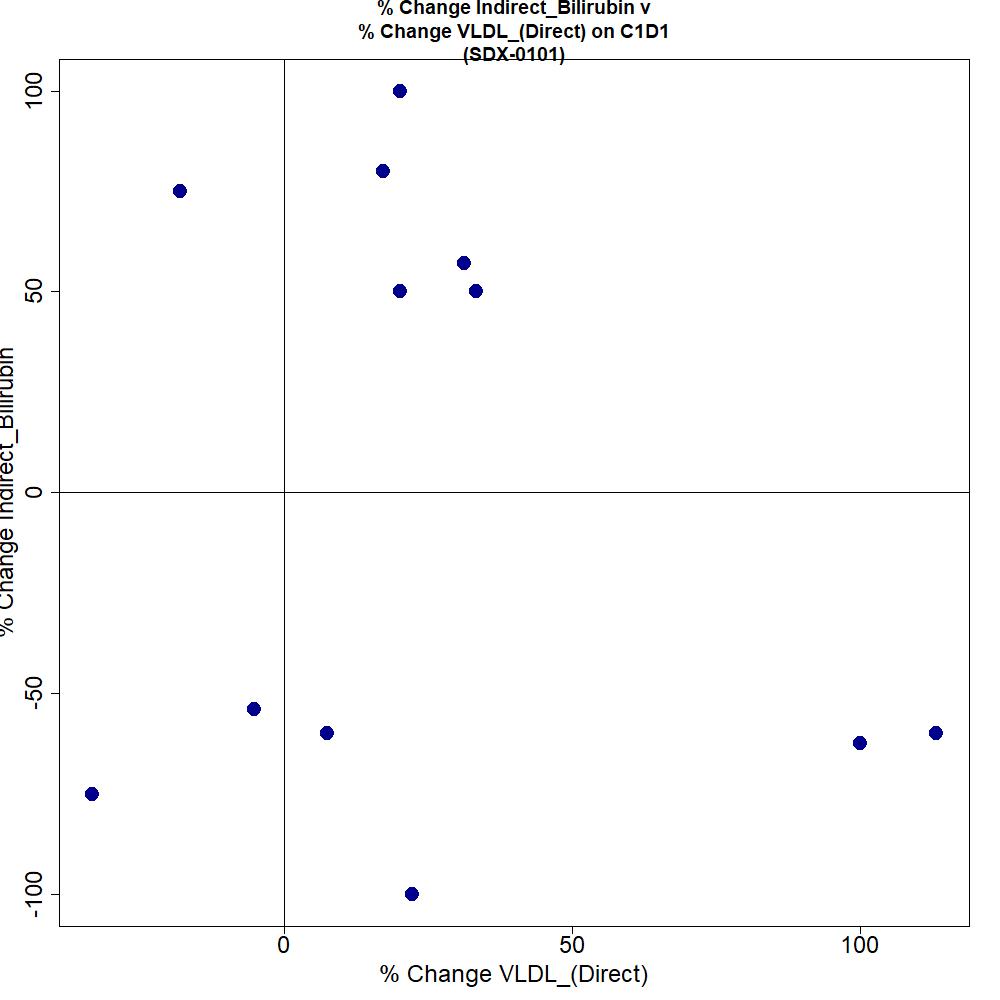 % Change Indirect_Bilirubin v
% Change VLDL_(Direct) on C1D1
(SDX-0101)
% Change Indirect_Bilirubin
100
50
0
-50
-100
0
50
100
% Change VLDL_(Direct)